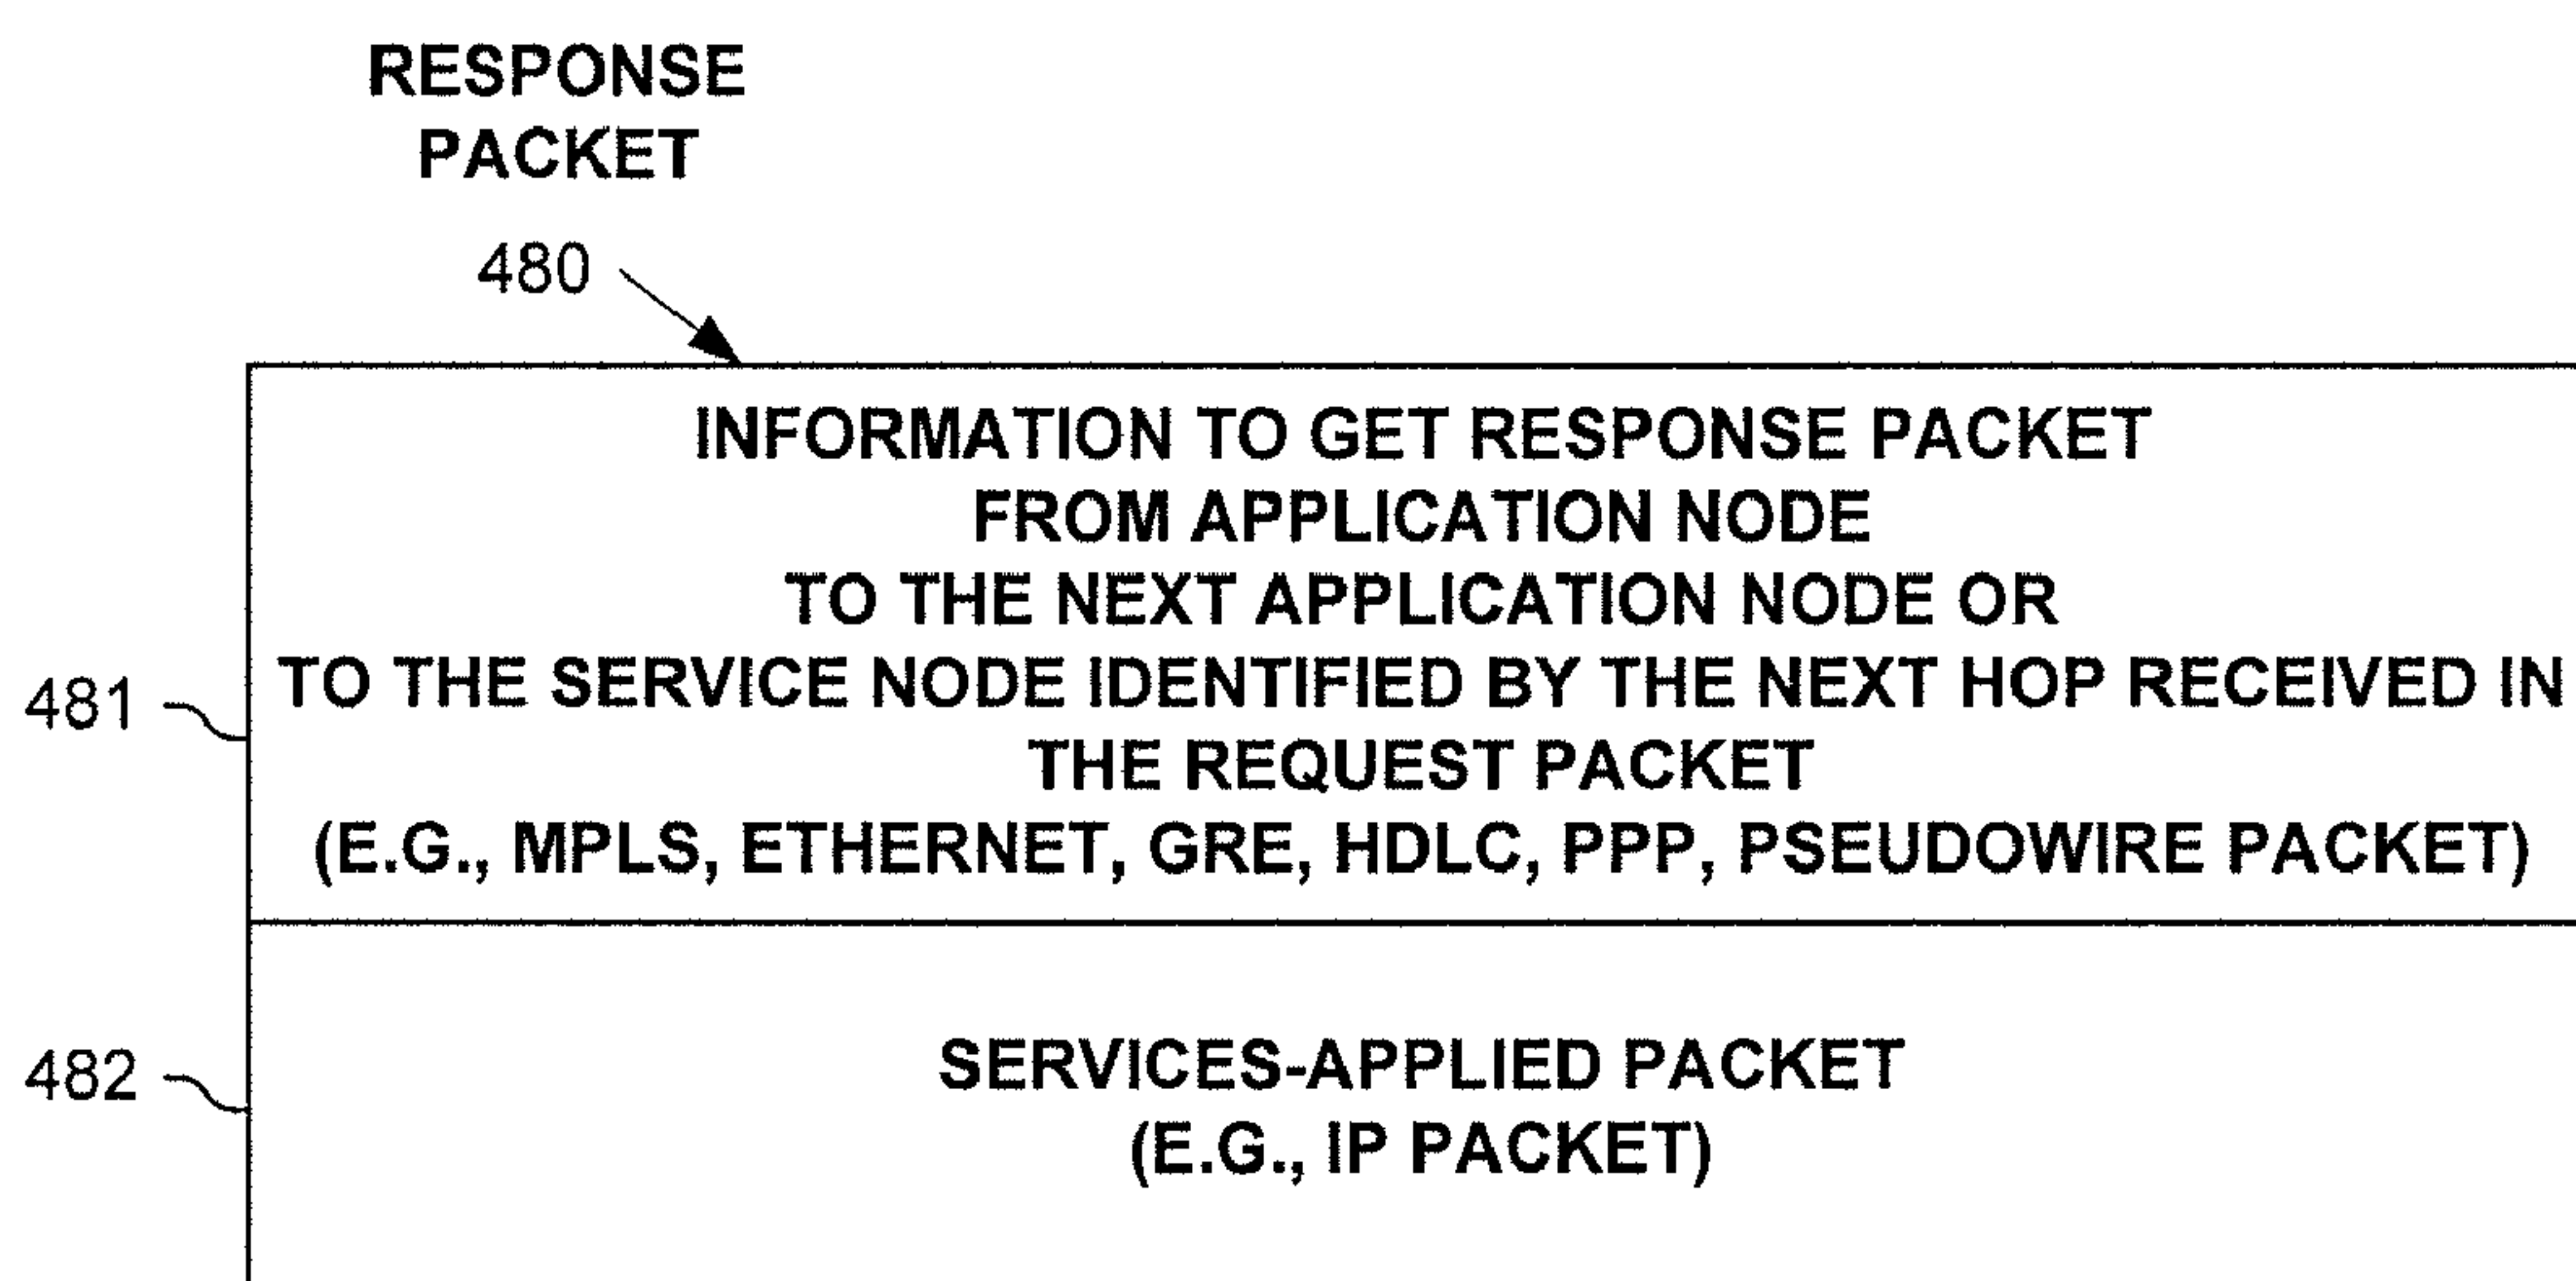 RESPONSE
PACKET
480
INFORMATION TO GET RESPONSE PACKET
FROM APPLICATION NODE
TO THE NEXT APPLICATION NODE OR
TO THE SERVICE NODE IDENTIFIED BY THE NEXT HOP RECEIVED IN
THE REQUEST PACKET
(E.G., MPLS, ETHERNET, GRE, HDLC, PPP, PSEUDOWIRE PACKET)
481
SERVICES-APPLIED PACKET
(E.G., IP PACKET)
482